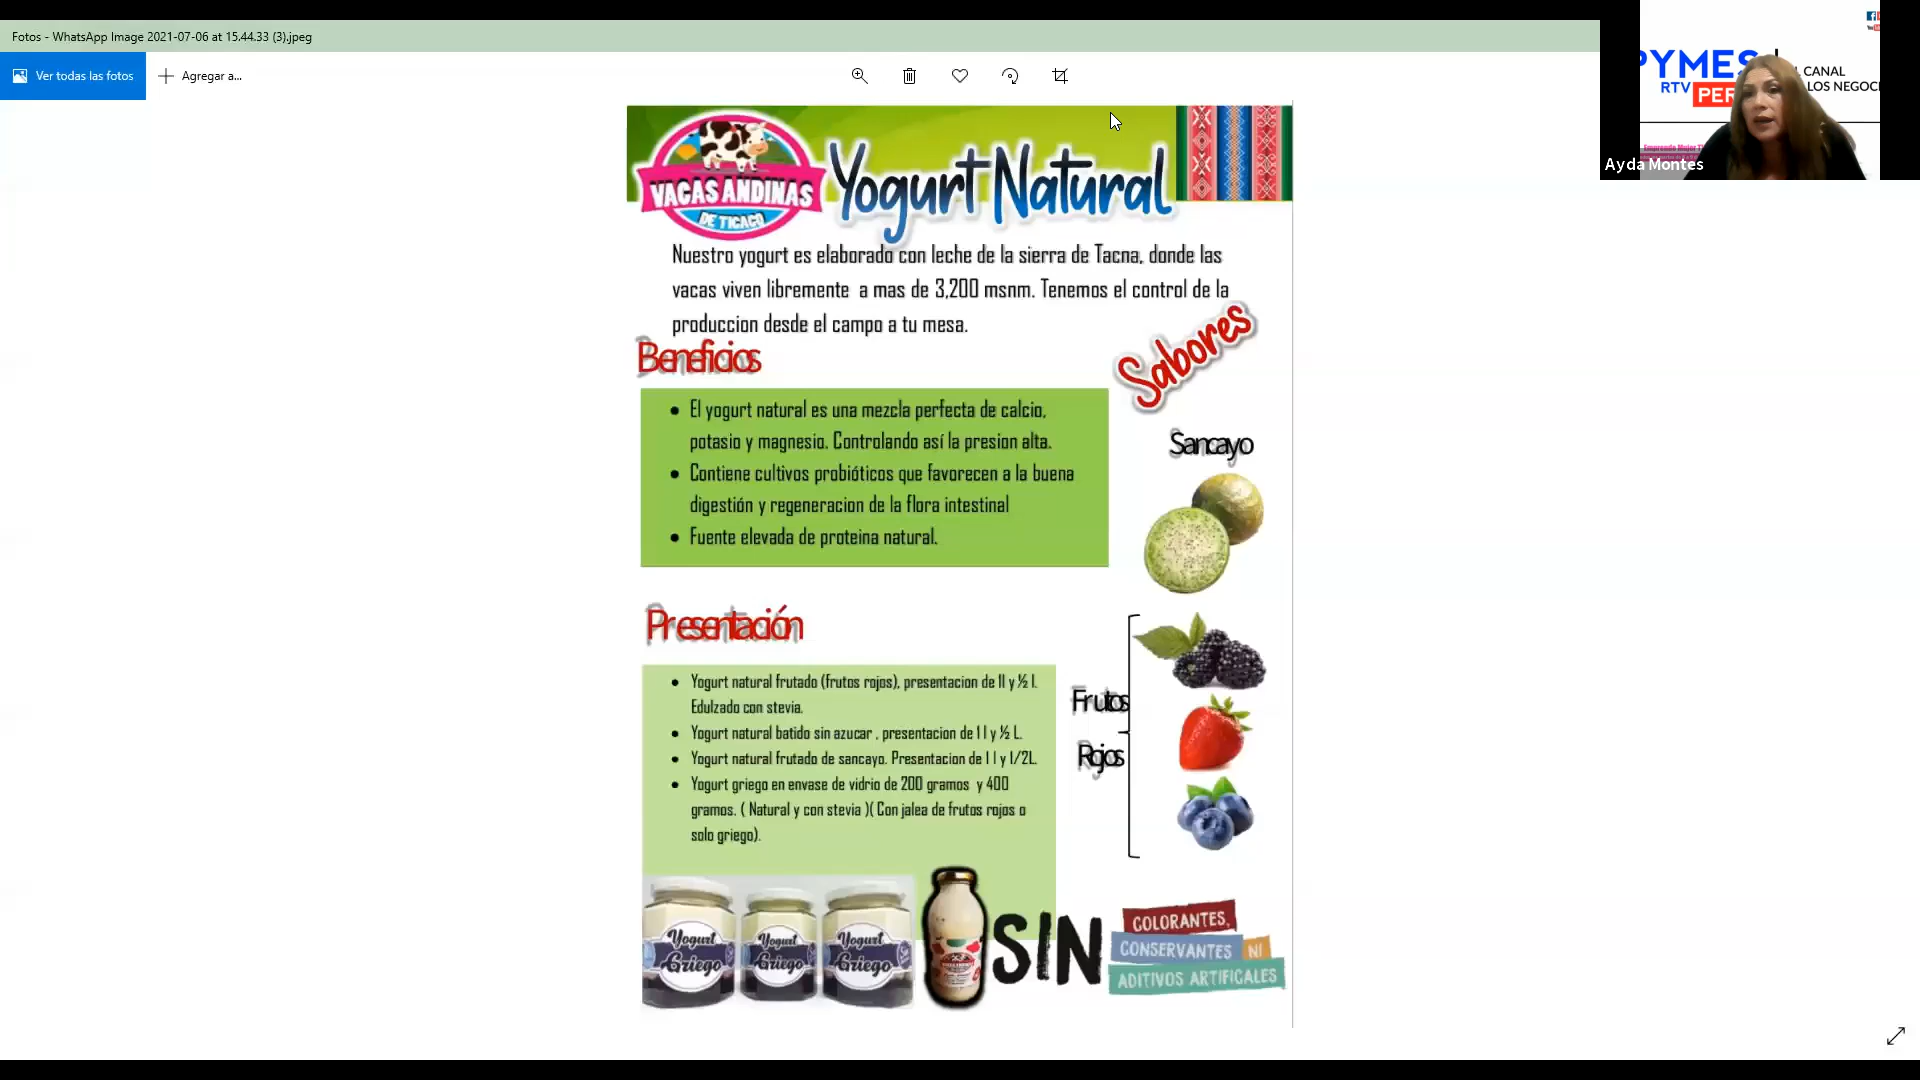 Fotos - WhatsApp Image 2021-07-06 at 15.44.33 (3).jpeg
Ver todas las fotos
Agregar a...
PYMES
RTV
CANAL
LOS NEGOCI
Ayda Montes
VACAS ANDINAS
DE TICACO
Yogurt Natural
Nuestro yogurt es elaborado con leche de la sierra de Tacna, donde las
vacas viven libremente a mas de 3,200 msnm. Tenemos el control de la
produccion desde el campo a tu mesa.
Beneficios
Sabores
• El yogurt natural es una mezcla perfecta de calcio,
potasio y magnesio. Controlando así la presion alta.
• Contiene cultivos probióticos que favorecen a la buena
digestión y regeneracion de la flora intestinal
• Fuente elevada de proteina natural.
Sancayo
Presentación
• Yogurt natural frutado (frutos rojos), presentacion de 1l y ½ l.
Edulzado con stevia.
• Yogurt natural batido sin azucar , presentacion de 1 l y ½ L.
• Yogurt natural frutado de sancayo. Presentacion de 1 l y 1/2L.
• Yogurt griego en envase de vidrio de 200 gramos y 400
gramos. ( Natural y con stevia )( Con jalea de frutos rojos o
solo griego).
Frutos
Rojos
Yogurt
Griego
Yogurt
Griego
Yogurt
Griego
SIN
COLORANTES,
CONSERVANTES NI
ADITIVOS ARTIFICALES